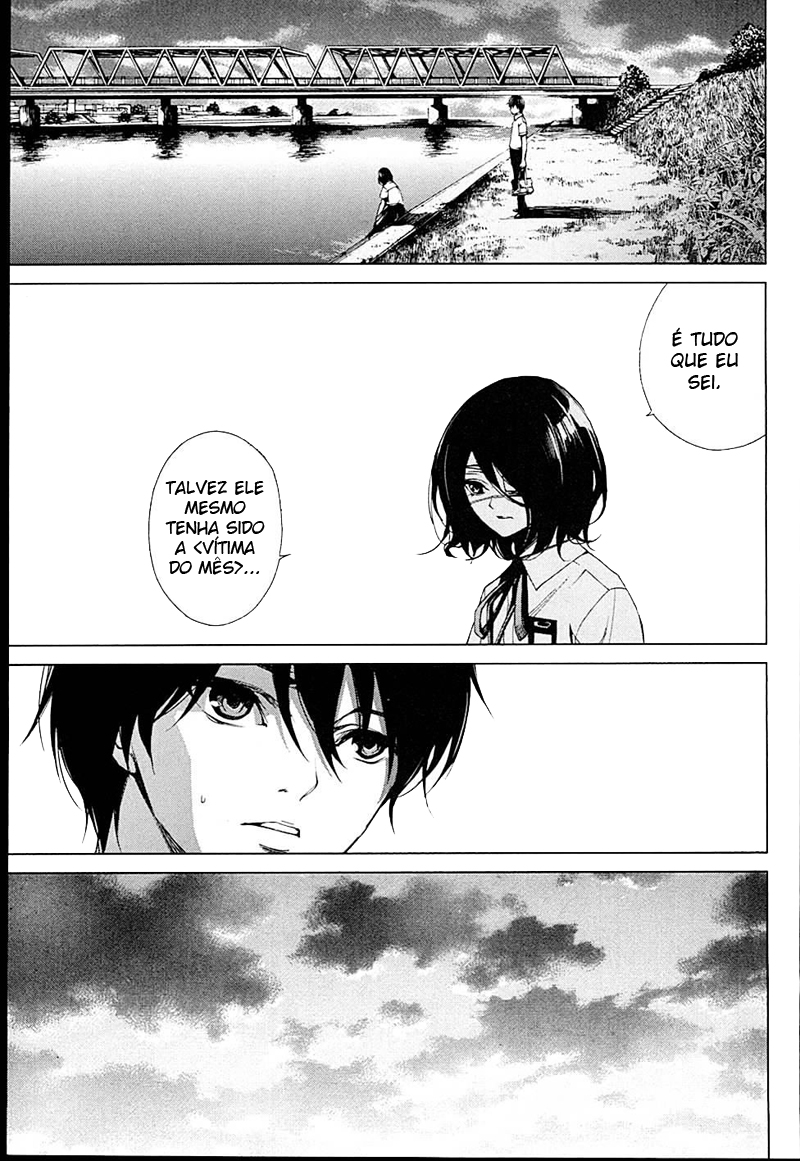 É TUDO
QUE EU
SEI.
TALVEZ ELE
MESMO
TENHA SIDO
A <VÍTIMA
DO MÊS>...